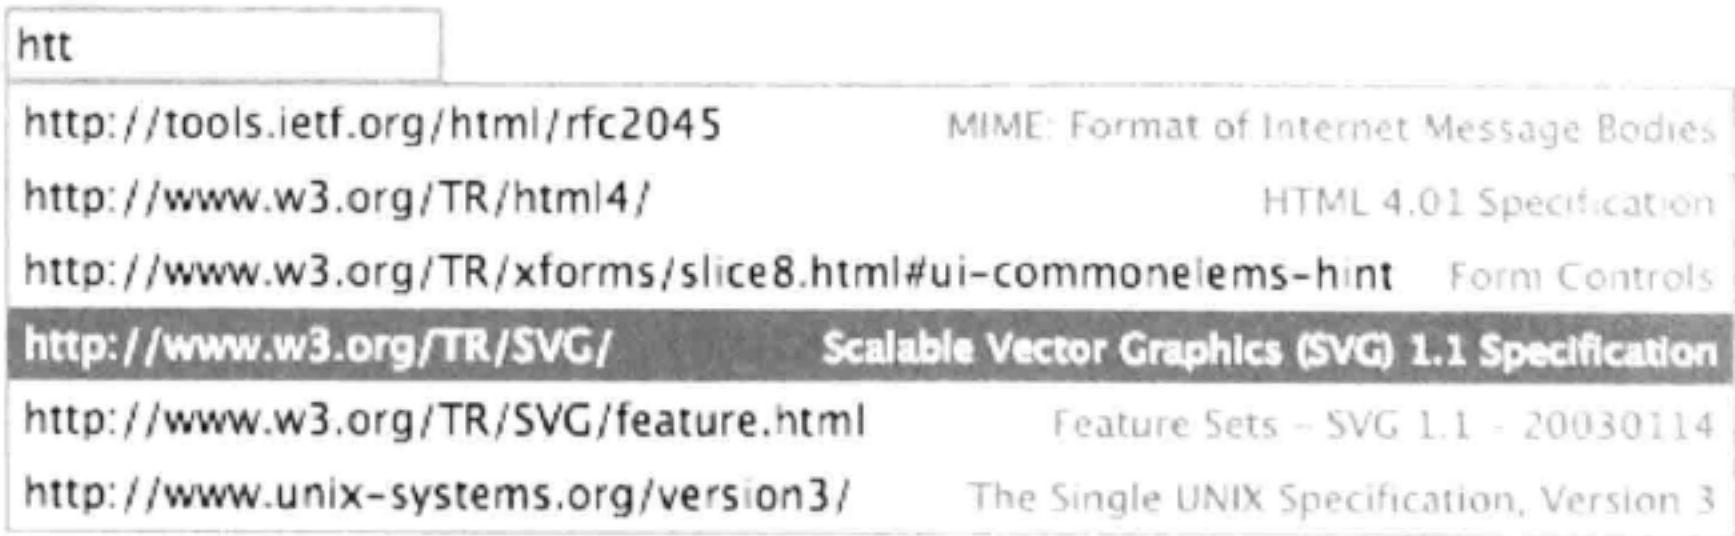 htt
http://tools.ietf.org/html/rfc2045 MIME: Format of Internet Message Bodies
http://www.w3.org/TR/html4/ HTML 4.01 Specification
http://www.w3.org/TR/xforms/slice8.html#ui-commonelems-hint Form Controls
http://www.w3.org/TR/SVG/ Scalable Vector Graphics (SVG) 1.1 Specification
http://www.w3.org/TR/SVG/feature.html Feature Sets - SVG 1.1 - 20030114
http://www.unix-systems.org/version3/ The Single UNIX Specification, Version 3